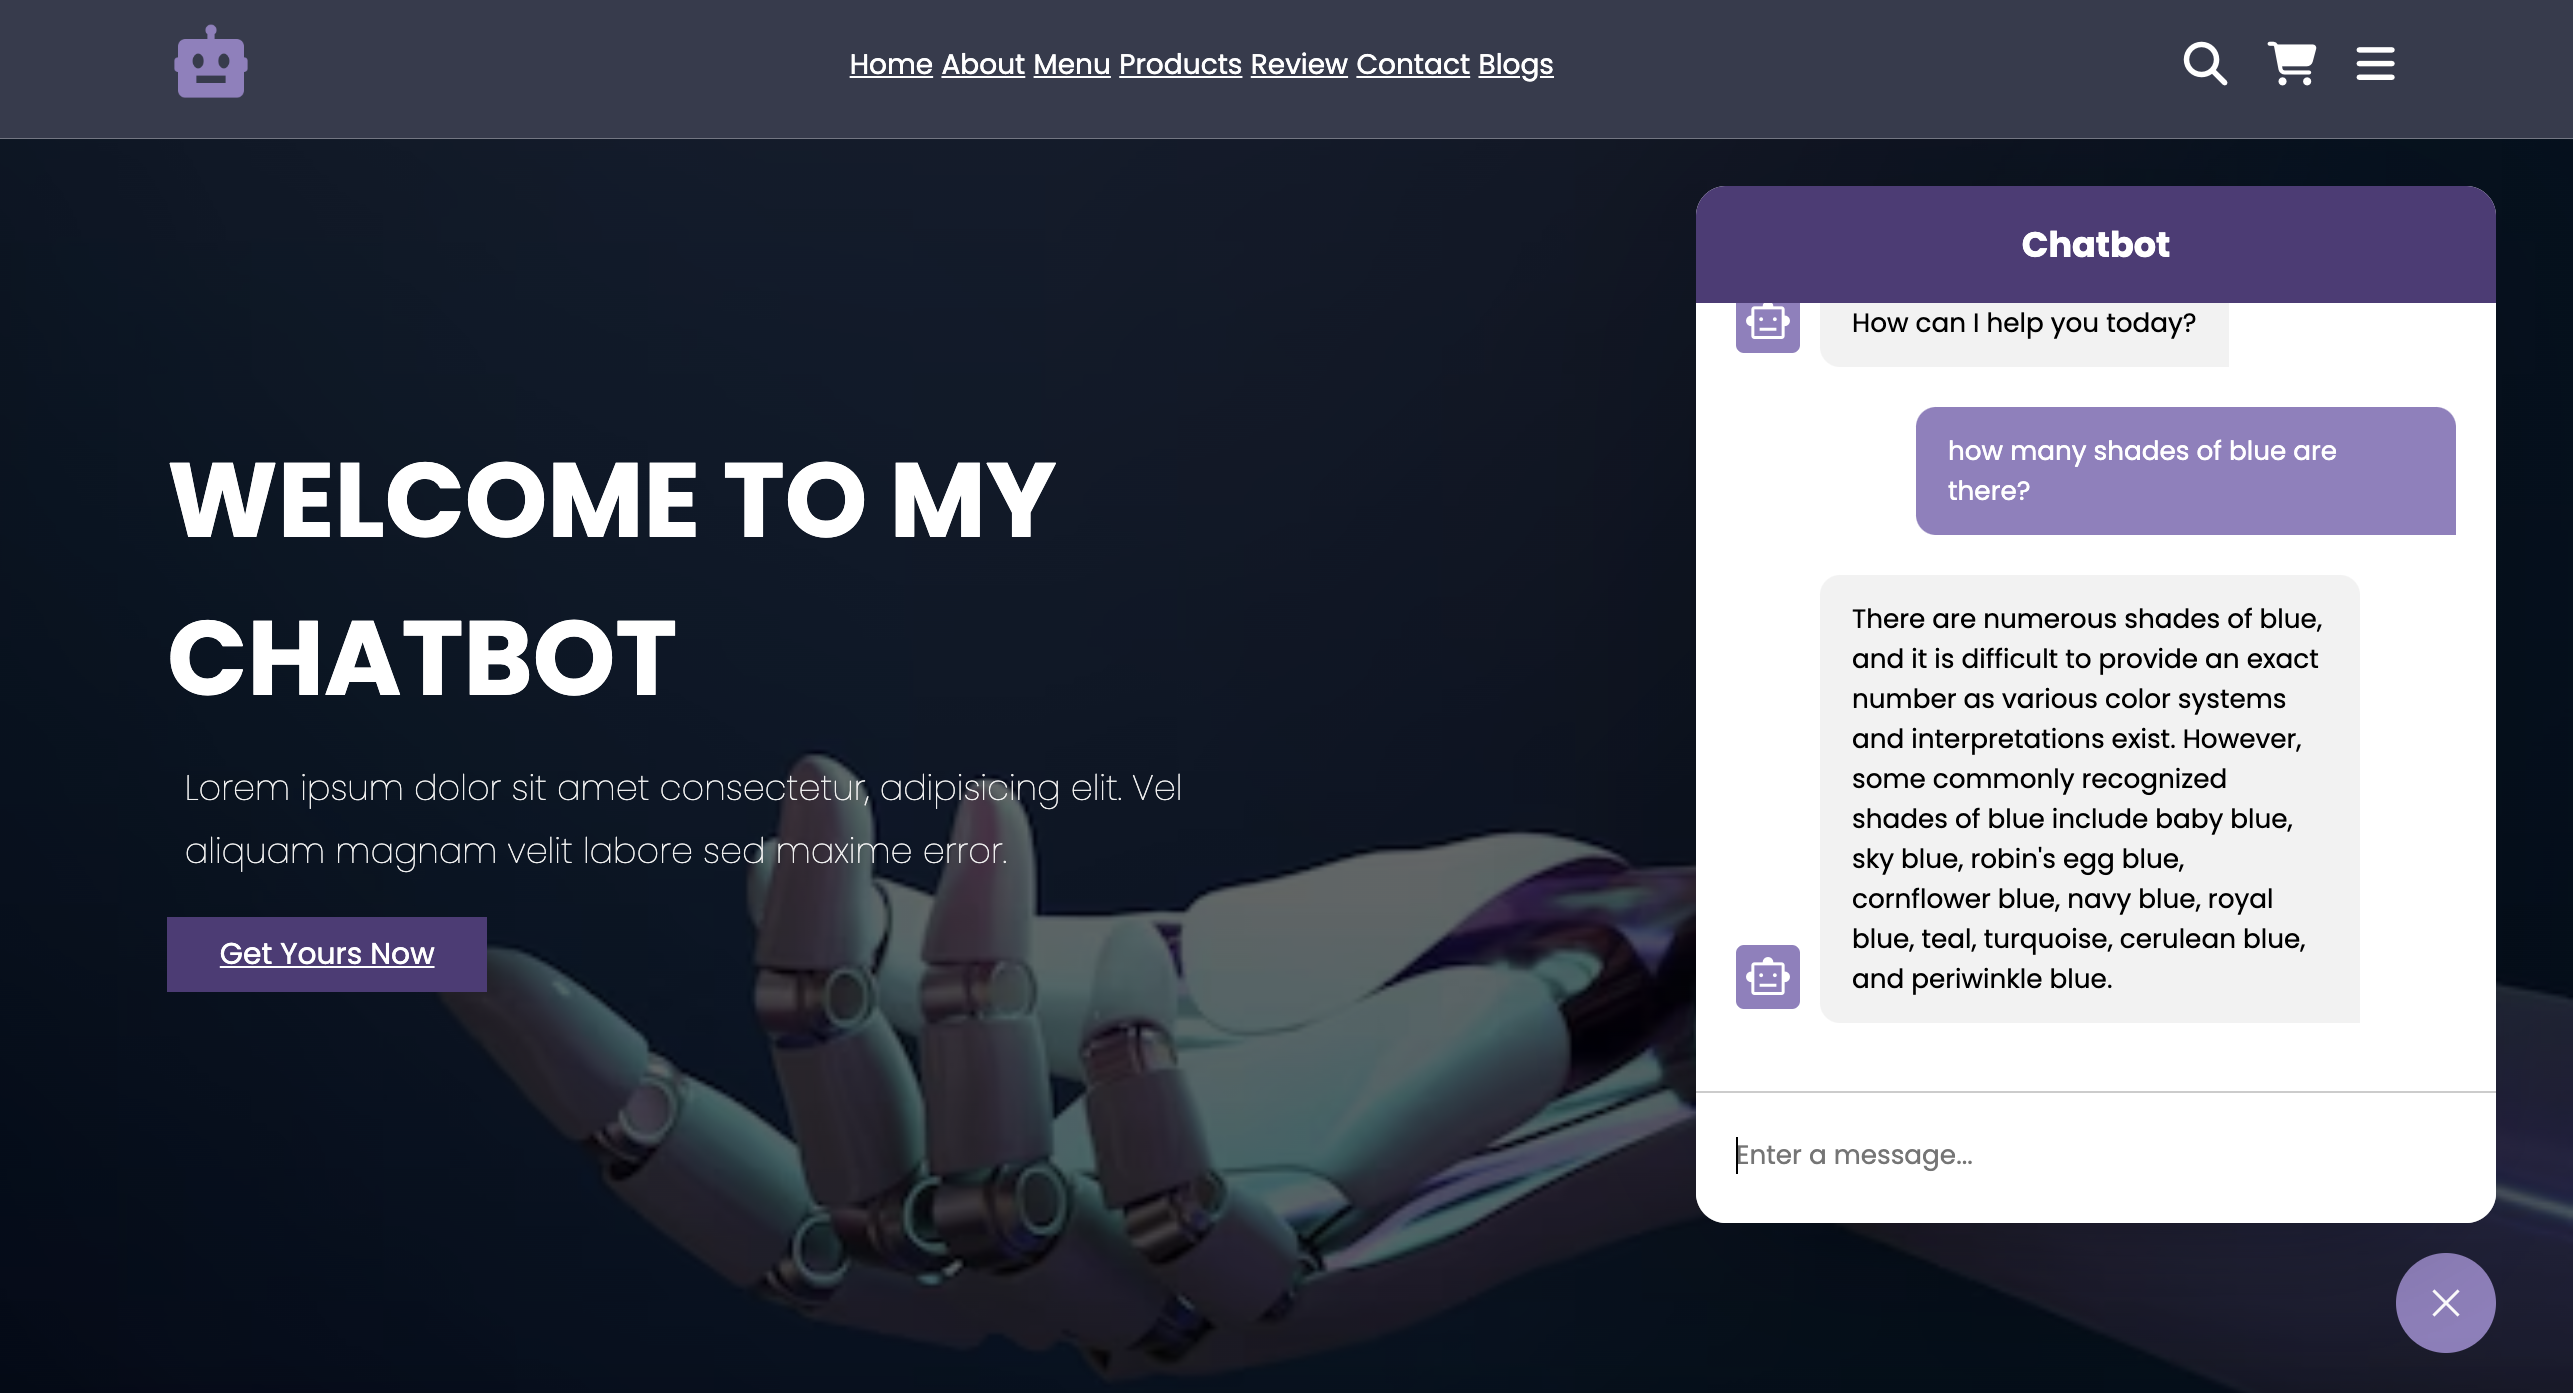 Home About Menu Products Review Contact Blogs
WELCOME TO MY
CHATBOT
Lorem ipsum dolor sit amet consectetur, adipisicing elit. Vel
aliquam magnam velit labore sed maxime error.
Get Yours Now
Chatbot
How can I help you today?
how many shades of blue are
there?
There are numerous shades of blue,
and it is difficult to provide an exact
number as various color systems
and interpretations exist. However,
some commonly recognized
shades of blue include baby blue,
sky blue, robin's egg blue,
cornflower blue, navy blue, royal
blue, teal, turquoise, cerulean blue,
and periwinkle blue.
Enter a message...